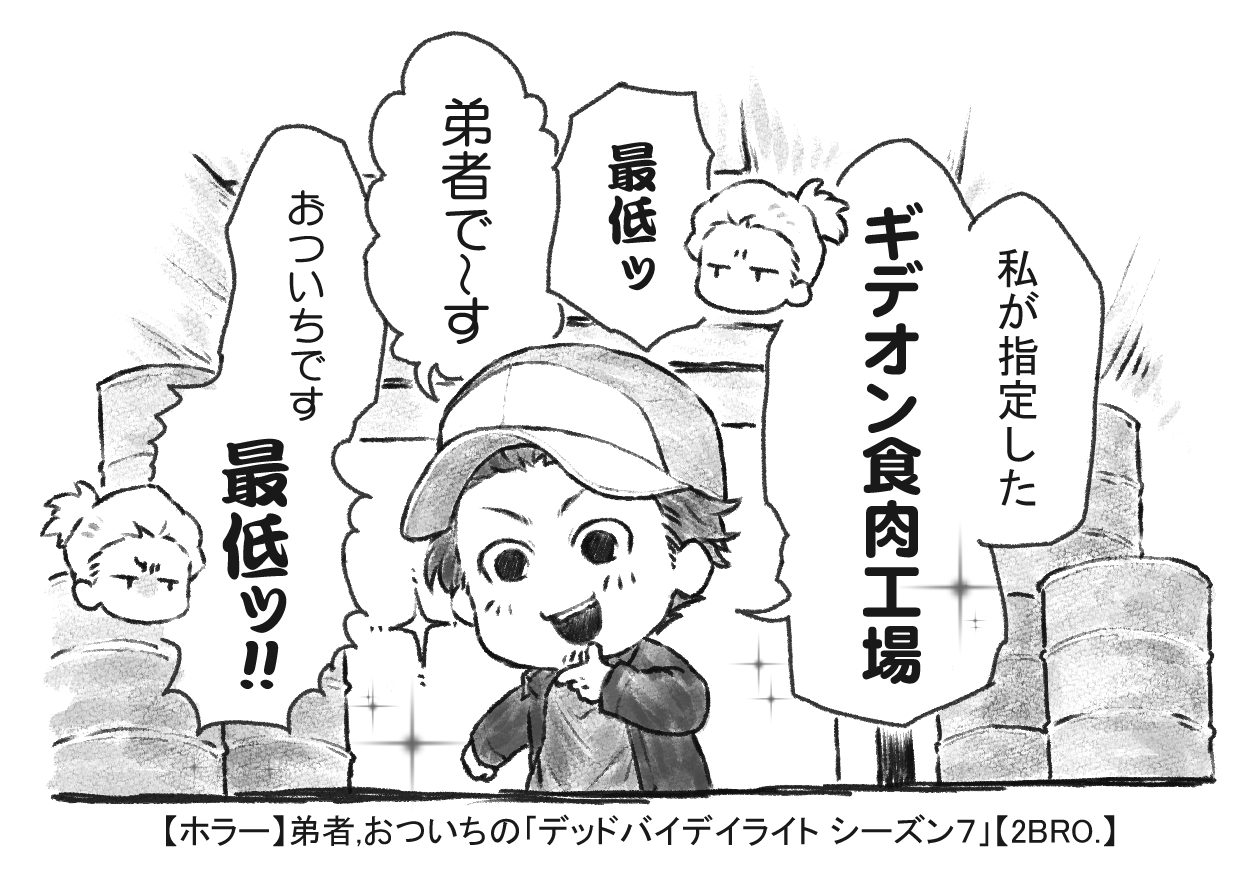 私が指定した
ギデオン食肉工場
最低ッ
弟者で～す
おついちです
最低ッ!!
【ホラー】弟者,おついちの「デッドバイデイライト シーズン7」【2BRO.】